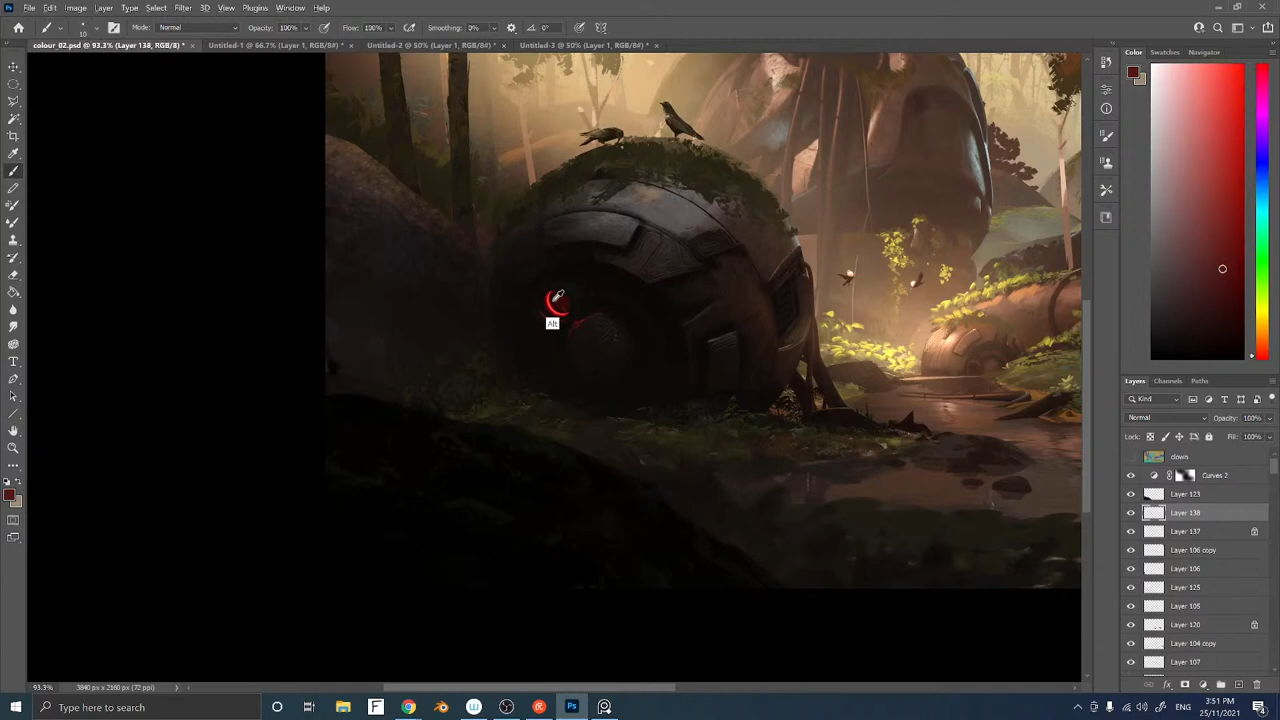 Ps File Edit Image Layer Type Select Filter 3D View Plugins Window Help
10 Mode: Normal Opacity: 100% Flow: 100% Smoothing: 0% 0°
colour_02.psd @ 93.3% (Layer 138, RGB/8) * × Untitled-1 @ 66.7% (Layer 1, RGB/8#) * × Untitled-2 @ 50% (Layer 1, RGB/8#) * × Untitled-3 @ 50% (Layer 1, RGB/8#) * ×
Color Swatches Navigator
Alt
Layers Channels Paths
Kind
Normal Opacity: 100%
Lock: Fill: 100%
clown
Curves 2
Layer 123
Layer 138
Layer 137
Layer 106 copy
Layer 106
Layer 125
Layer 105
Layer 120
Layer 104 copy
Layer 107
93.3% 3840 px x 2160 px (72 ppi)
Type here to search
3:51 PM
25/11/2021